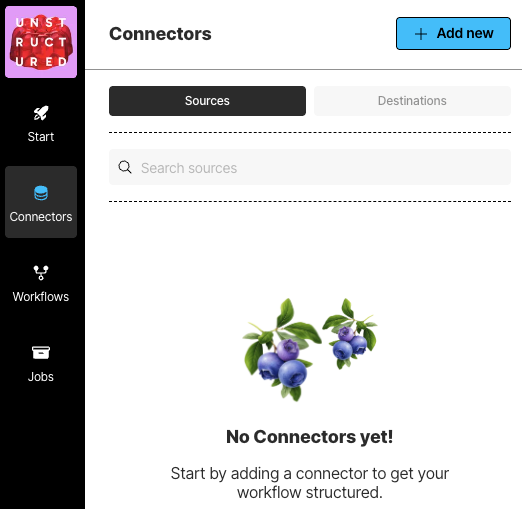 UNST
RUCT
URED
Start
Connectors
Workflows
Jobs
Connectors
+ Add new
Sources
Destinations
Search sources
No Connectors yet!
Start by adding a connector to get your
workflow structured.